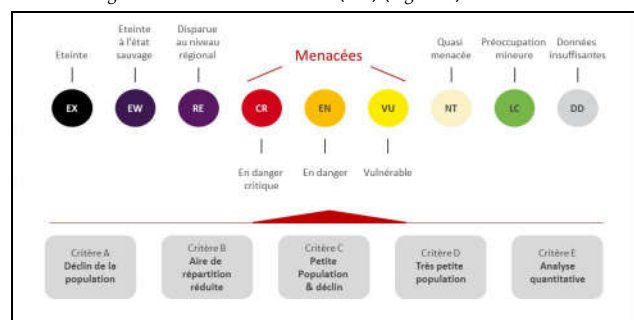 Eteinte
Eteinte
à l'état
sauvage
Disparue
au niveau
régional
Menacées
Quasi
menacée
Préoccupation
mineure
Données
insuffisantes
EX
EW
RE
CR
EN
VU
NT
LC
DD
En danger
critique
En danger
Vulnérable
Critère A
Déclin de la
population
Critère B
Aire de
répartition
réduite
Critère C
Petite
Population
& déclin
Critère D
Très petite
population
Critère E
Analyse
quantitative